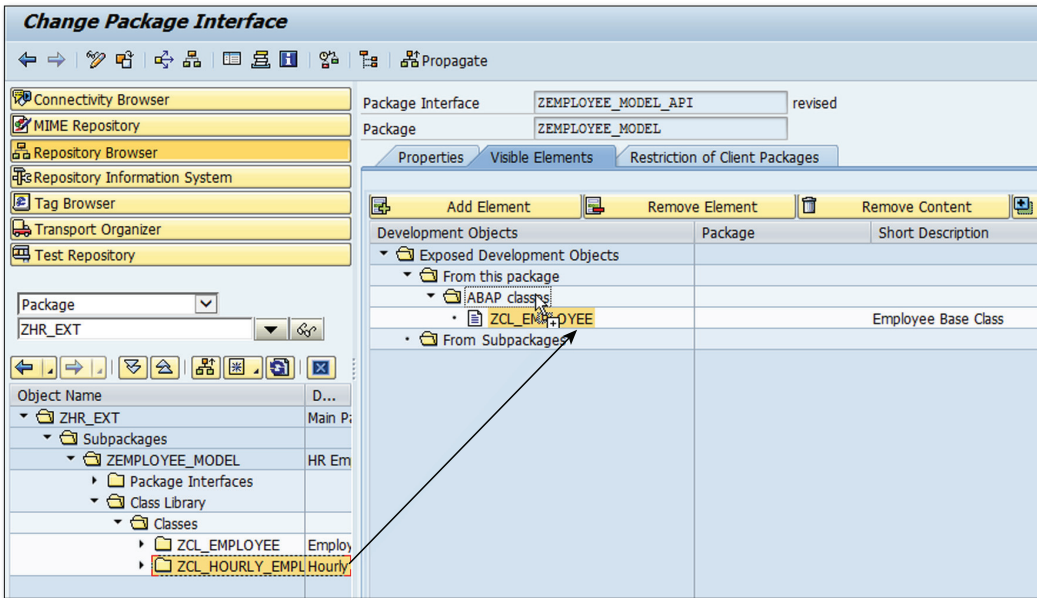 Change Package Interface
Propagate
Connectivity Browser
MIME Repository
Repository Browser
Repository Information System
Tag Browser
Transport Organizer
Test Repository
Package
ZHR_EXT
Object Name D...
ZHR_EXT Main Pa
Subpackages
ZEMPLOYEE_MODEL HR Em
Package Interfaces
Class Library
Classes
ZCL_EMPLOYEE Employ
ZCL_HOURLY_EMPL Hourly
Package Interface ZEMPLOYEE_MODEL_API revised
Package ZEMPLOYEE_MODEL
Properties Visible Elements Restriction of Client Packages
Add Element Remove Element Remove Content
Development Objects Package Short Description
Exposed Development Objects
From this package
ABAP classes
ZCL_EMPLOYEE Employee Base Class
From Subpackages